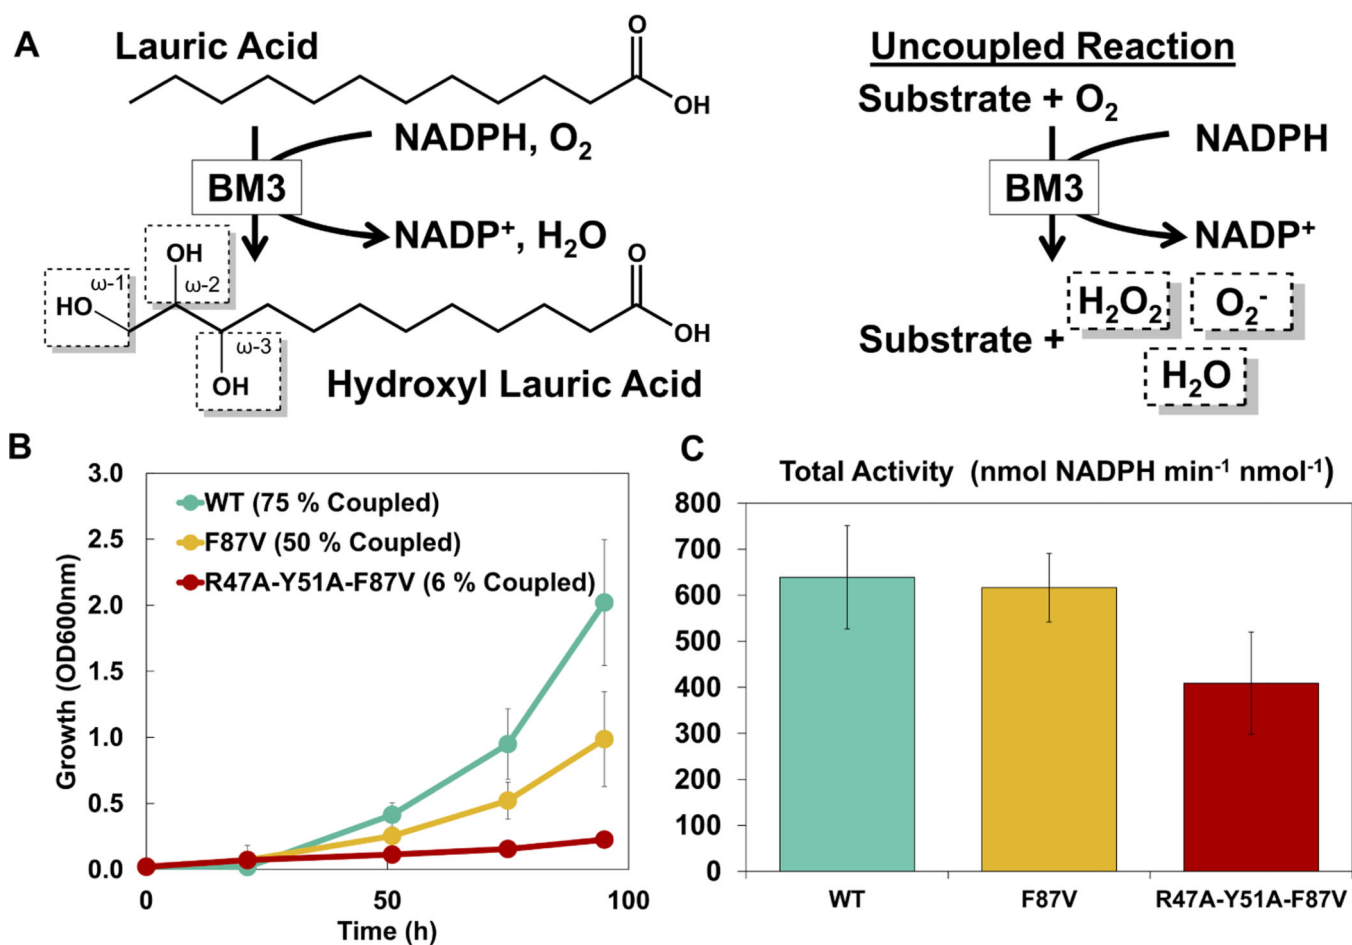 A
Lauric Acid
O
OH
NADPH, O₂
BM3
NADP⁺, H₂O
OH
ω-1
ω-2
HO
ω-3
OH
O
OH
Hydroxyl Lauric Acid
Uncoupled Reaction
Substrate + O₂
NADPH
BM3
NADP⁺
Substrate +
H₂O₂
O₂⁻
H₂O
B
3.0
2.5
2.0
1.5
1.0
0.5
0.0
Growth (OD600nm)
WT (75 % Coupled)
F87V (50 % Coupled)
R47A-Y51A-F87V (6 % Coupled)
0
50
100
Time (h)
C
Total Activity (nmol NADPH min⁻¹ nmol⁻¹)
800
700
600
500
400
300
200
100
0
WT
F87V
R47A-Y51A-F87V